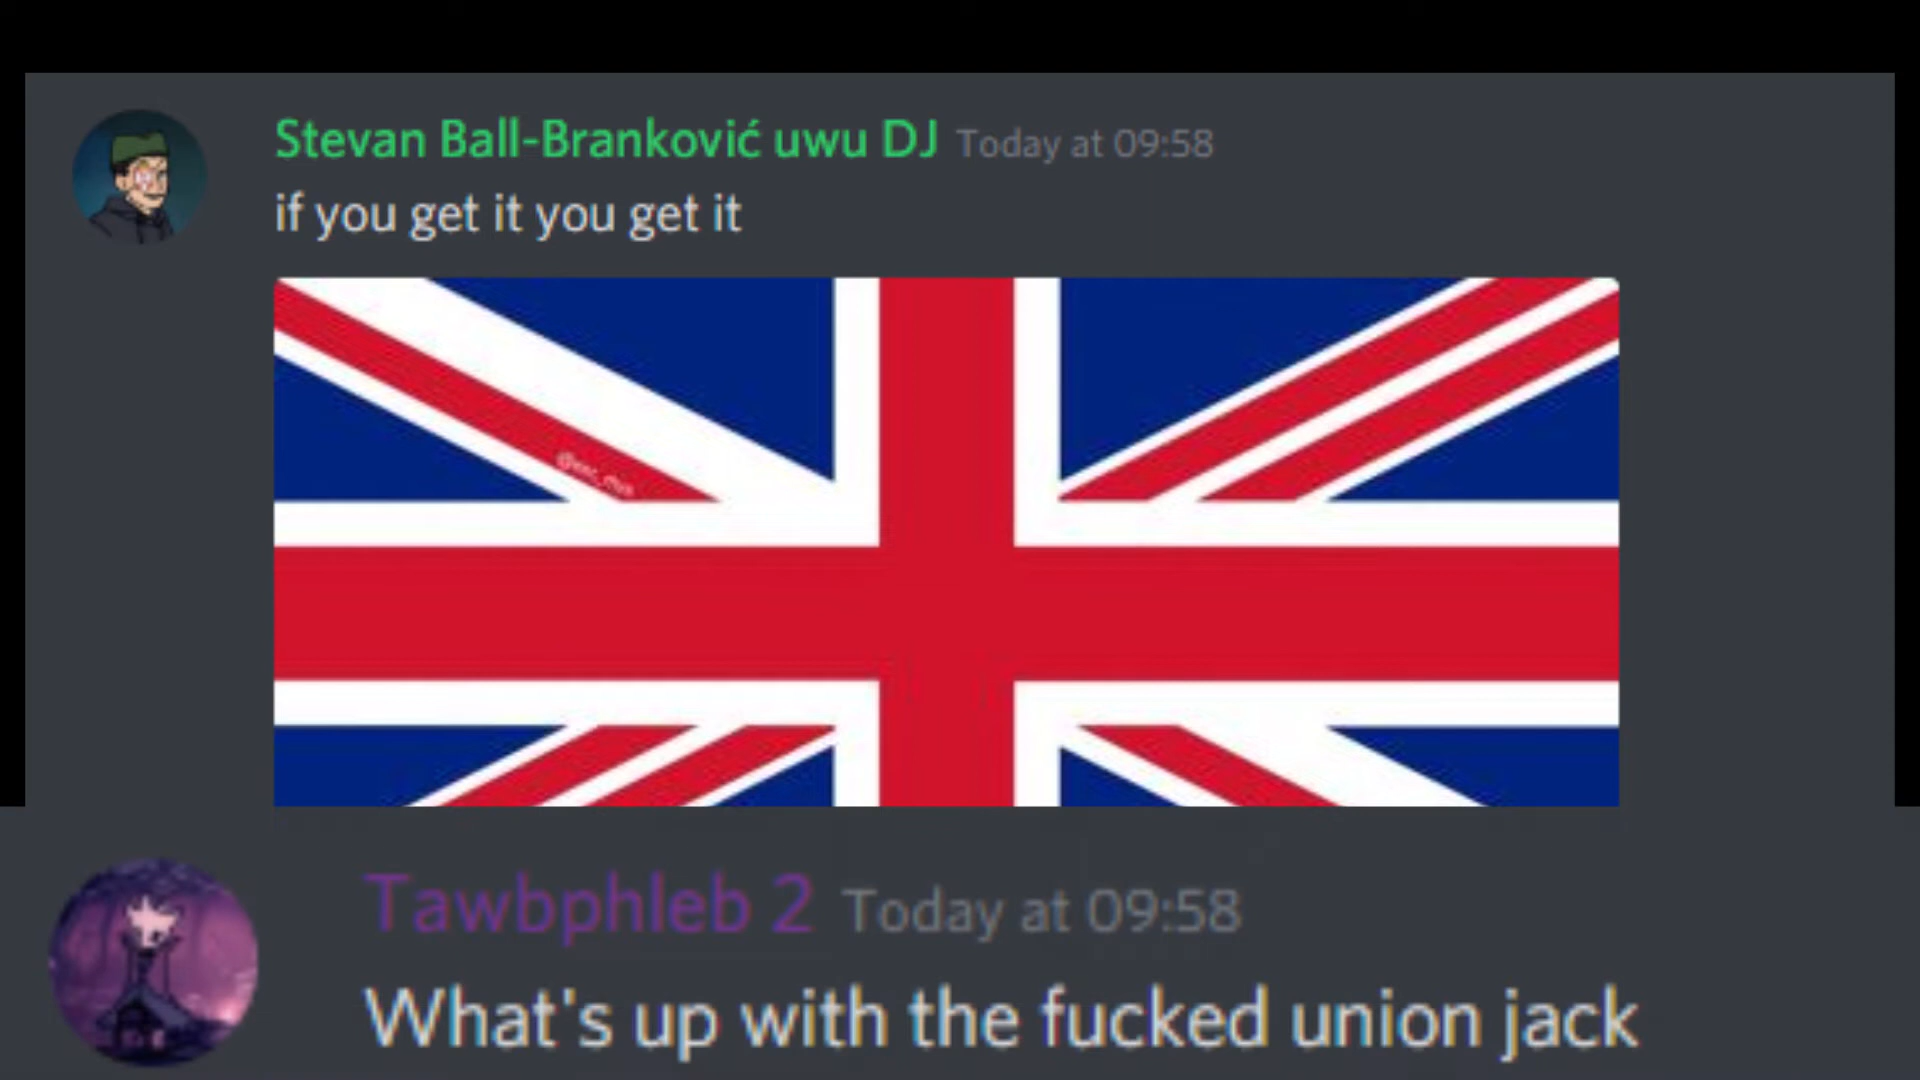 Stevan Ball-Branković uwu DJ Today at 09:58
if you get it you get it
Tawbphleb 2 Today at 09:58
What's up with the fucked union jack